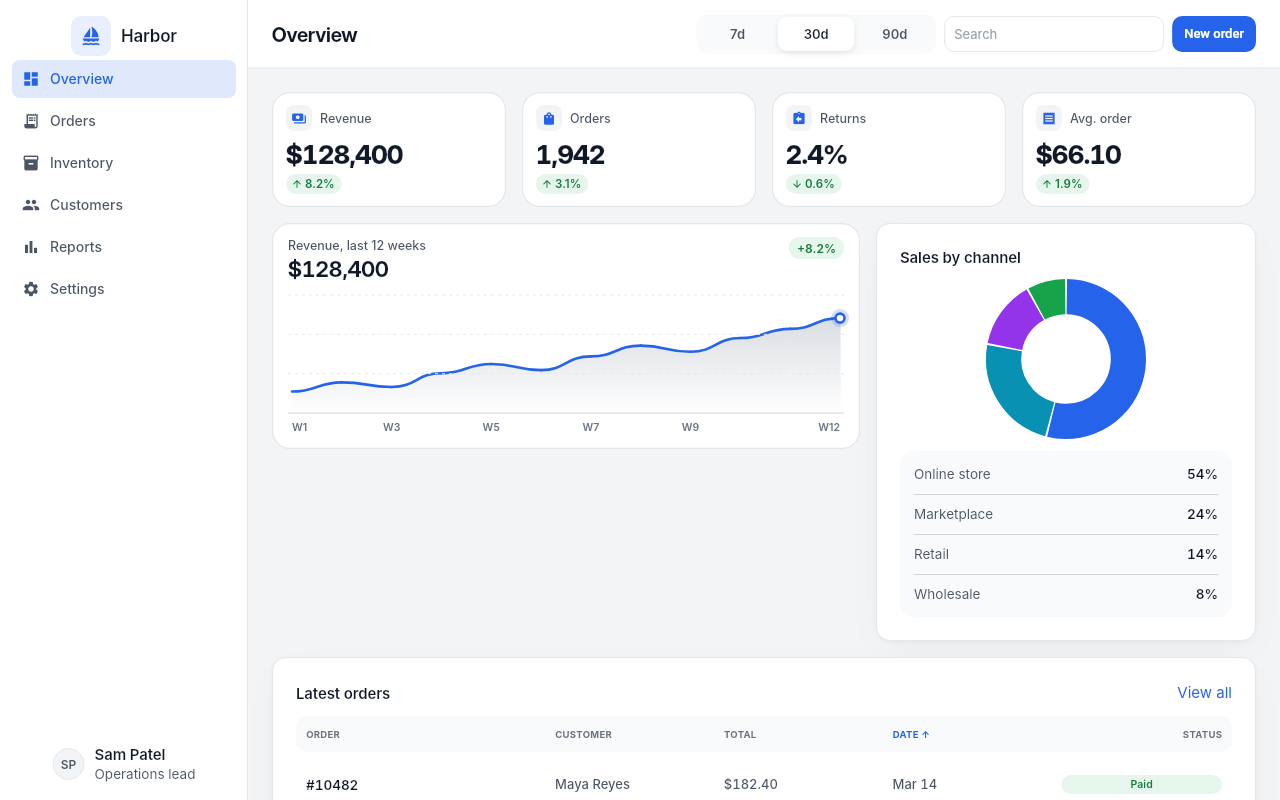 Harbor
Overview
Orders
Inventory
Customers
Reports
Settings
SP
Sam Patel
Operations lead
Overview
7d 30d 90d
Search
New order
Revenue
$128,400
↑ 8.2%
Orders
1,942
↑ 3.1%
Returns
2.4%
↓ 0.6%
Avg. order
$66.10
↑ 1.9%
Revenue, last 12 weeks
$128,400
+8.2%
W1 W3 W5 W7 W9 W12
Sales by channel
Online store 54%
Marketplace 24%
Retail 14%
Wholesale 8%
Latest orders
View all
ORDER CUSTOMER TOTAL DATE ↑ STATUS
#10482 Maya Reyes $182.40 Mar 14 Paid